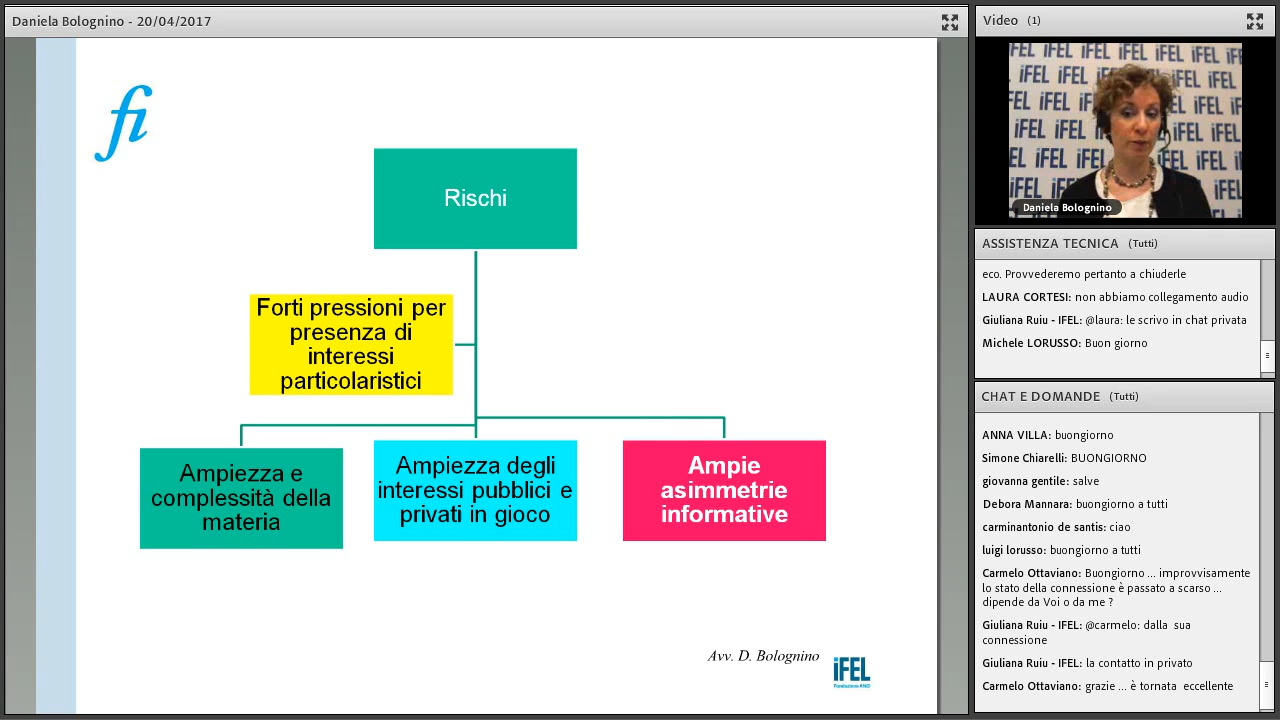 Daniela Bolognino - 20/04/2017
fi
Rischi
Forti pressioni per
presenza di
interessi
particolaristici
Ampiezza e
complessità della
materia
Ampiezza degli
interessi pubblici e
privati in gioco
Ampie
asimmetrie
informative
Avv. D. Bolognino
iFEL
Fondazione ANCI
Video (1)
iFEL iFEL iFEL iFEL
Daniela Bolognino
ASSISTENZA TECNICA (Tutti)
eco. Provvederemo pertanto a chiuderle
LAURA CORTESI: non abbiamo collegamento audio
Giuliana Ruiu - IFEL: @laura: le scrivo in chat privata
Michele LORUSSO: Buon giorno
CHAT E DOMANDE (Tutti)
ANNA VILLA: buongiorno
Simone Chiarelli: BUONGIORNO
giovanna gentile: salve
Debora Mannara: buongiorno a tutti
carminantonio de santis: ciao
luigi lorusso: buongiorno a tutti
Carmelo Ottaviano: Buongiorno ... improvvisamente
lo stato della connessione è passato a scarso ...
dipende da Voi o da me ?
Giuliana Ruiu - IFEL: @carmelo: dalla sua
connessione
Giuliana Ruiu - IFEL: la contatto in privato
Carmelo Ottaviano: grazie ... è tornata eccellente